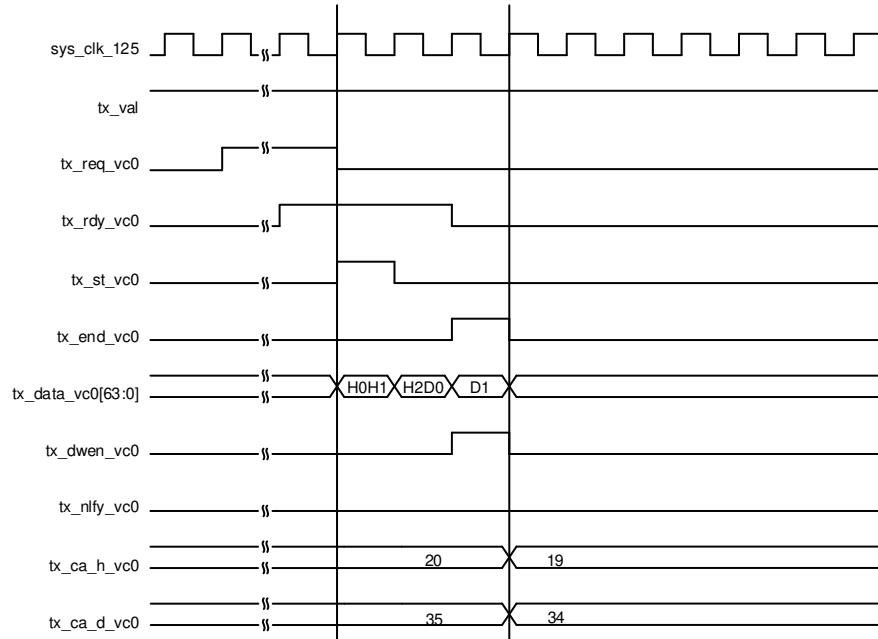 sys_clk_125
tx_val
tx_req_vc0
tx_rdy_vc0
tx_st_vc0
tx_end_vc0
tx_data_vc0[63:0] H0H1 H2D0 D1
tx_dwen_vc0
tx_nlfy_vc0
tx_ca_h_vc0 20 19
tx_ca_d_vc0 35 34